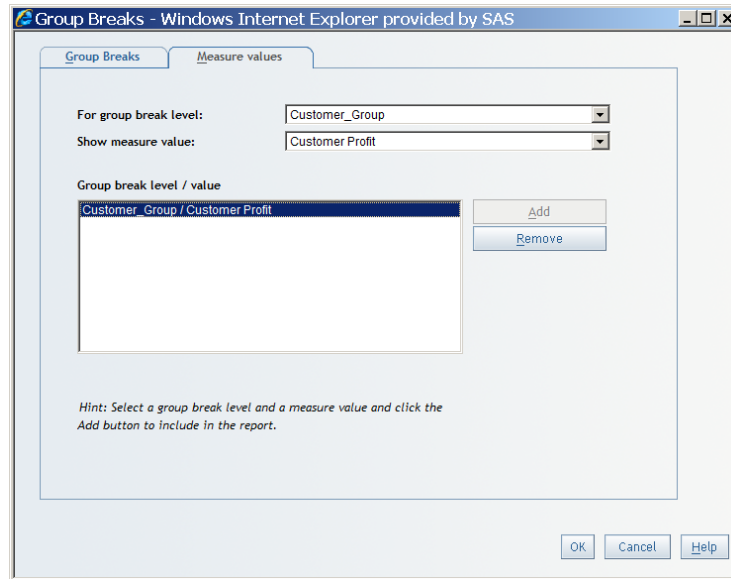 Group Breaks - Windows Internet Explorer provided by SAS
Group Breaks Measure values
For group break level: Customer_Group
Show measure value: Customer Profit
Group break level / value
Customer_Group / Customer Profit
Add
Remove
Hint: Select a group break level and a measure value and click the
Add button to include in the report.
OK Cancel Help